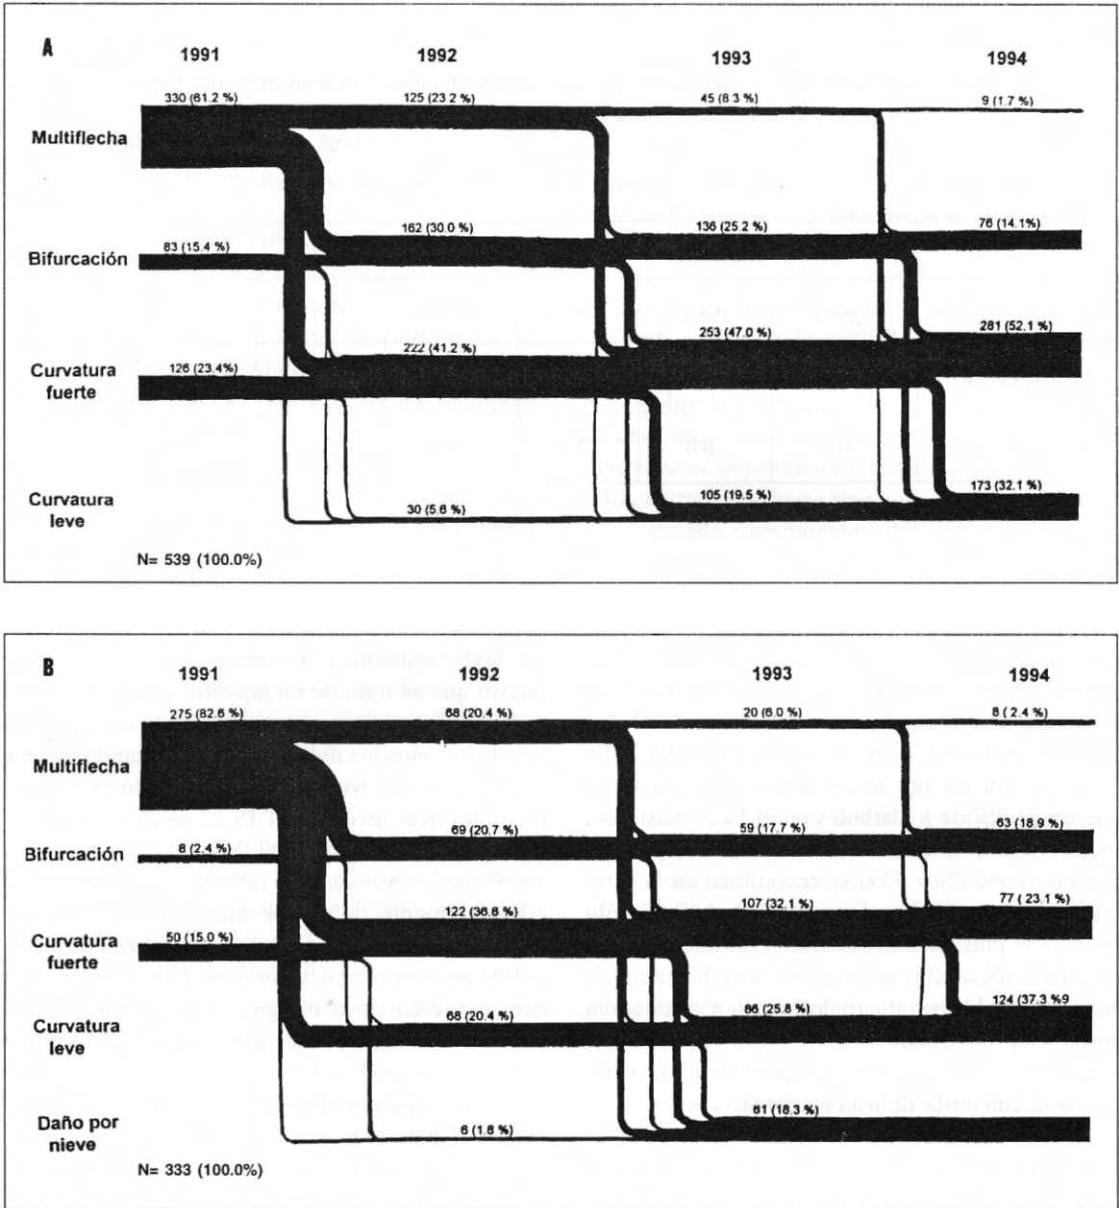 A
1991 1992 1993 1994
330 (61.2 %) 125 (23.2 %) 45 (8.3 %) 9 (1.7 %)
Multiflecha
162 (30.0 %) 136 (25.2 %) 76 (14.1%)
83 (15.4 %)
Bifurcación
222 (41.2 %) 253 (47.0 %) 281 (52.1 %)
126 (23.4%)
Curvatura
fuerte
105 (19.5 %) 173 (32.1 %)
Curvatura
leve
30 (5.6 %)
N= 539 (100.0%)
B
1991 1992 1993 1994
275 (82.6 %) 68 (20.4 %) 20 (6.0 %) 8 ( 2.4 %)
Multiflecha
69 (20.7 %) 59 (17.7 %) 63 (18.9 %)
8 (2.4 %)
Bifurcación
122 (36.6 %) 107 (32.1 %) 77 ( 23.1 %)
Curvatura
fuerte
50 (15.0 %)
68 (20.4 %) 86 (25.8 %) 124 (37.3 %9
Curvatura
leve
6 (1.8 %) 61 (18.3 %)
Daño por
nieve
N= 333 (100.0%)